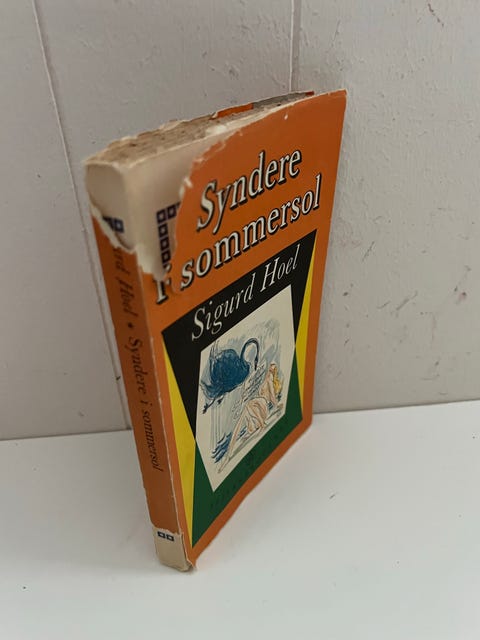 Syndere
i sommersol
Sigurd Hoel
rd Hoel • Syndere i sommersol